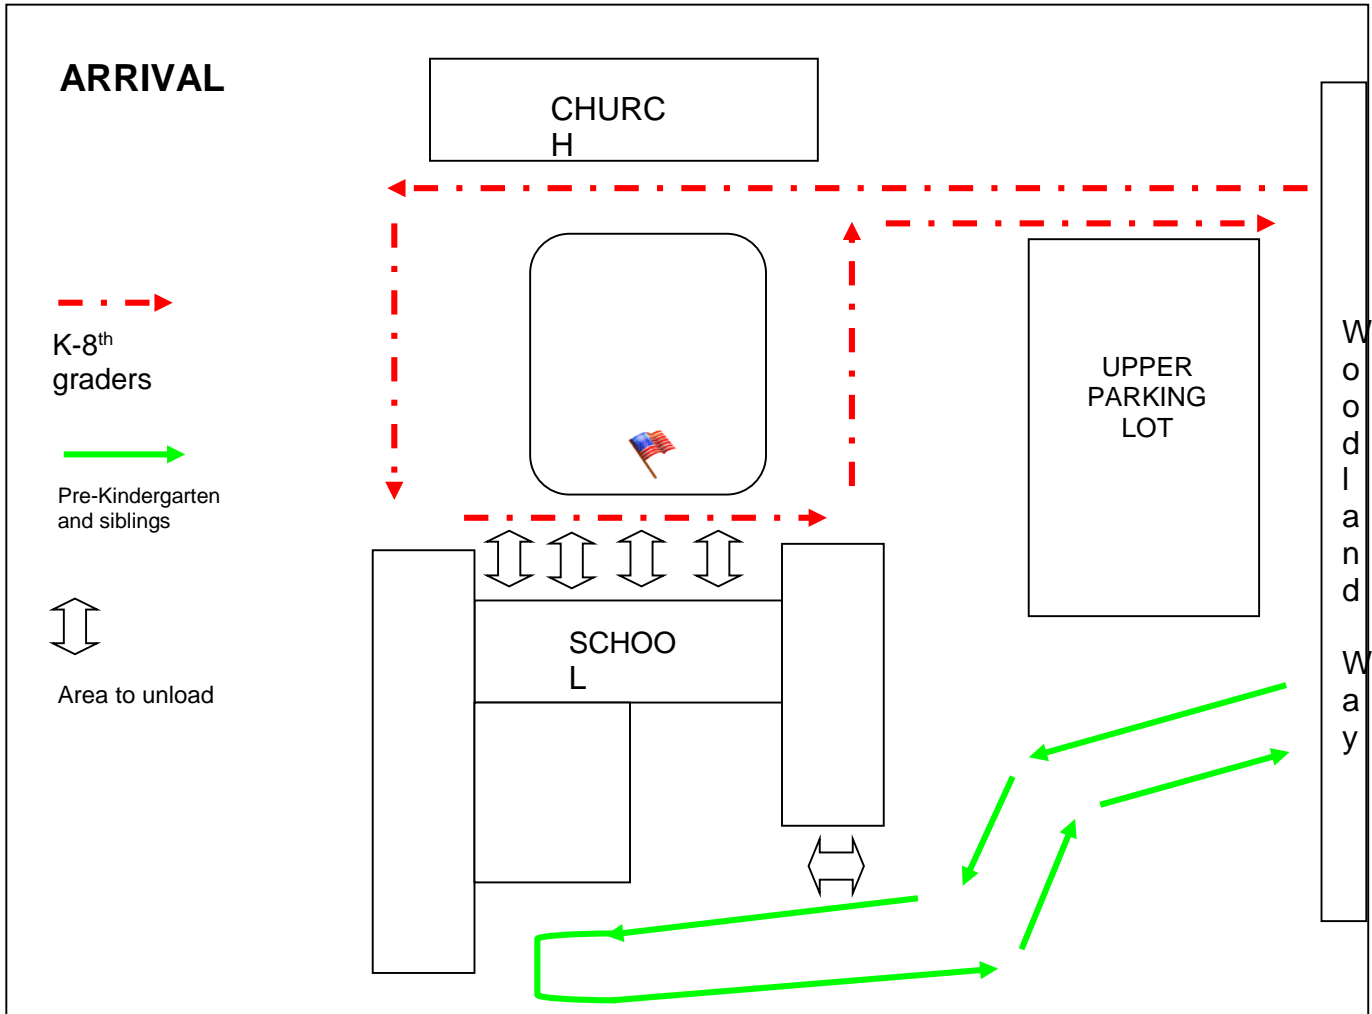 ARRIVAL
CHURC
H
K-8th
graders
Pre-Kindergarten
and siblings
Area to unload
SCHOO
L
UPPER
PARKING
LOT
W
o
o
d
l
a
n
d
W
a
y